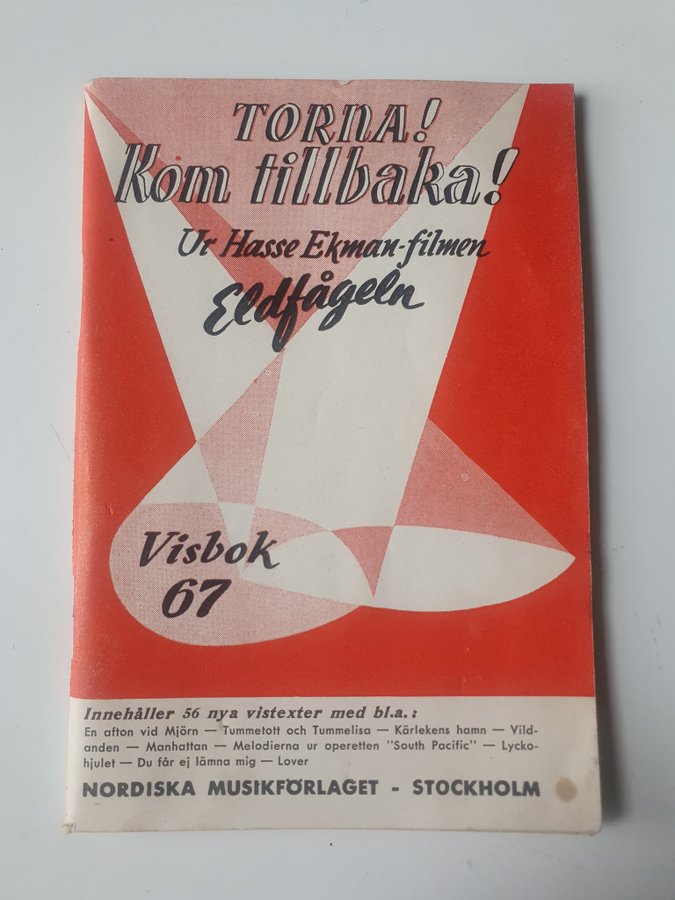 TORNA!
Kom tillbaka!
Ur Hasse Ekman-filmen
Eldfågeln
Visbok
67
Innehåller 56 nya vistexter med bl.a.:
En afton vid Mjörn — Tummetott och Tummelisa — Kärlekens hamn — Vild-
anden — Manhattan — Melodierna ur operetten "South Pacific" — Lycko-
hjulet — Du får ej lämna mig — Lover
NORDISKA MUSIKFÖRLAGET - STOCKHOLM